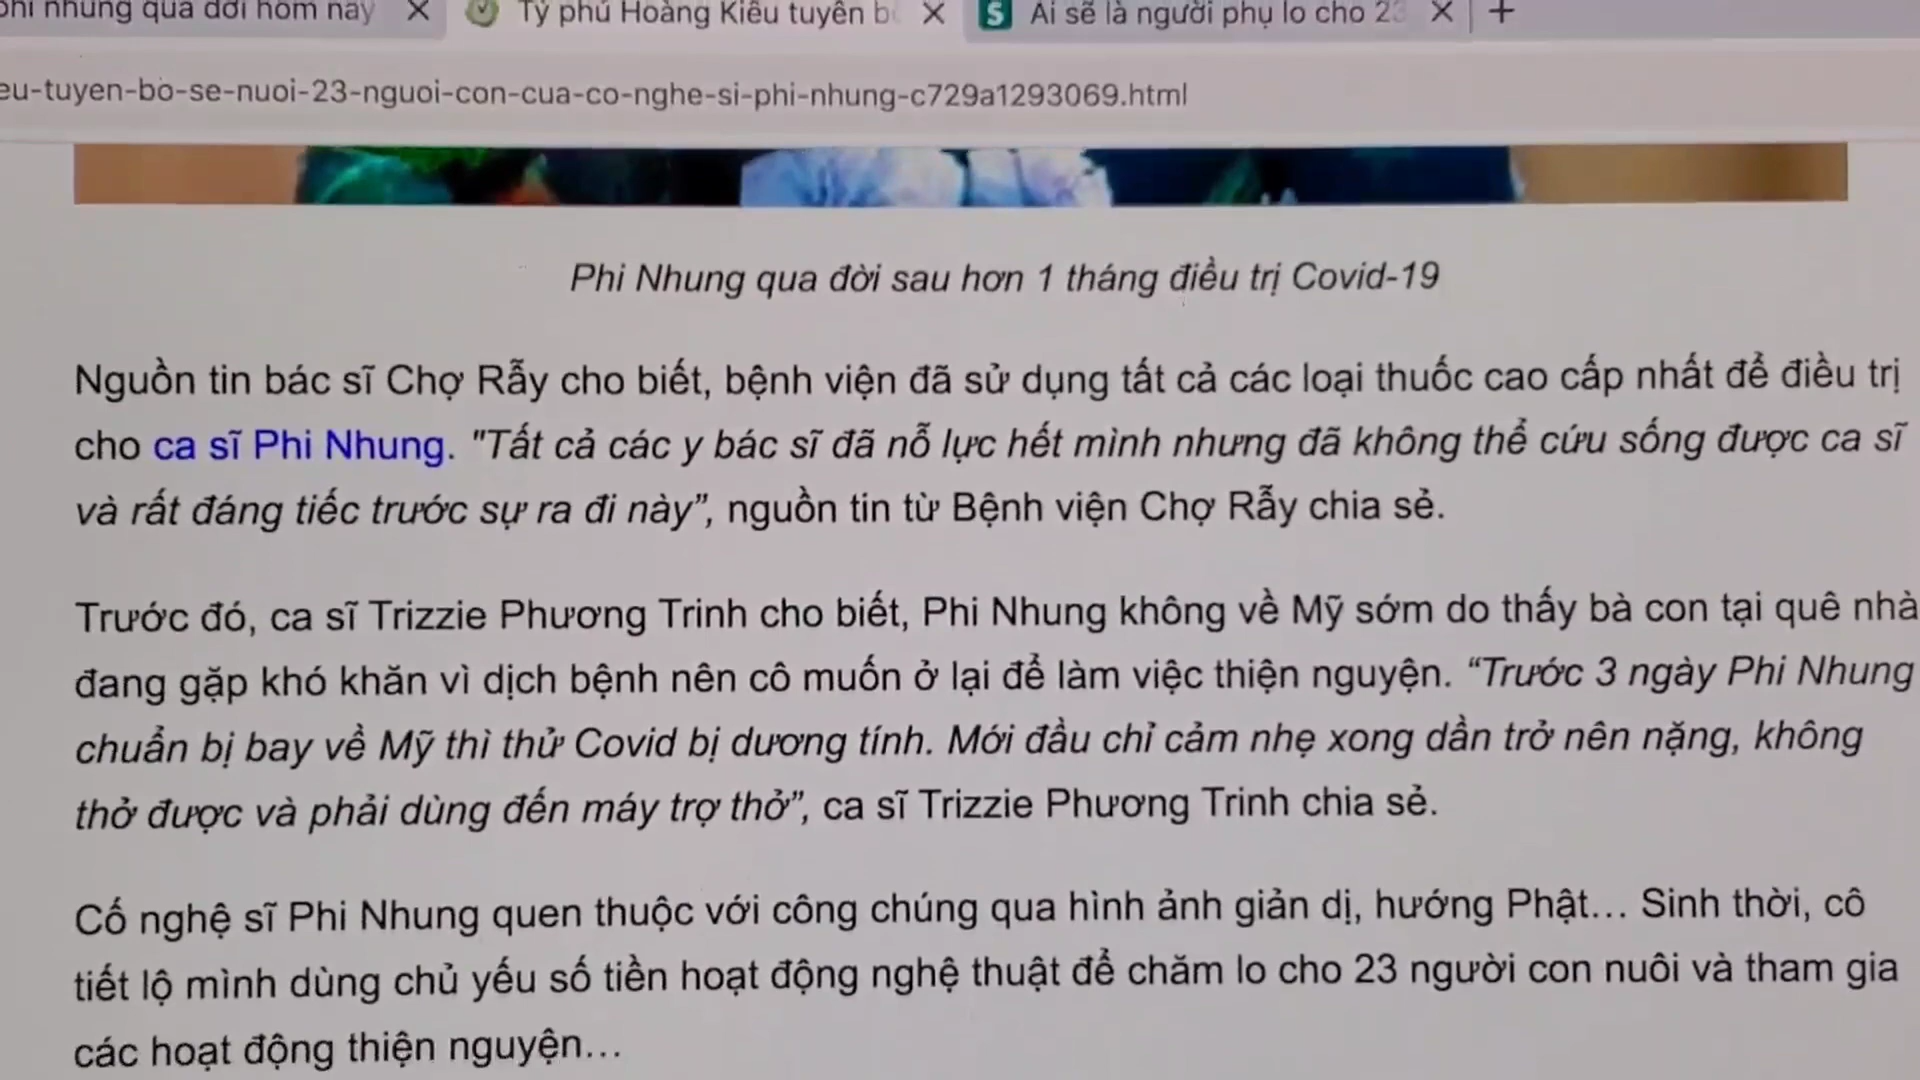 phi nhung qua đời hôm nay
Tỷ phú Hoàng Kiều tuyên b
S Ai sẽ là người phụ lo cho 23
eu-tuyen-bo-se-nuoi-23-nguoi-con-cua-co-nghe-si-phi-nhung-c729a1293069.html
Phi Nhung qua đời sau hơn 1 tháng điều trị Covid-19
Nguồn tin bác sĩ Chợ Rẫy cho biết, bệnh viện đã sử dụng tất cả các loại thuốc cao cấp nhất để điều trị
cho ca sĩ Phi Nhung. "Tất cả các y bác sĩ đã nỗ lực hết mình nhưng đã không thể cứu sống được ca sĩ
và rất đáng tiếc trước sự ra đi này”, nguồn tin từ Bệnh viện Chợ Rẫy chia sẻ.
Trước đó, ca sĩ Trizzie Phương Trinh cho biết, Phi Nhung không về Mỹ sớm do thấy bà con tại quê nhà
đang gặp khó khăn vì dịch bệnh nên cô muốn ở lại để làm việc thiện nguyện. “Trước 3 ngày Phi Nhung
chuẩn bị bay về Mỹ thì thử Covid bị dương tính. Mới đầu chỉ cảm nhẹ xong dần trở nên nặng, không
thở được và phải dùng đến máy trợ thở”, ca sĩ Trizzie Phương Trinh chia sẻ.
Cố nghệ sĩ Phi Nhung quen thuộc với công chúng qua hình ảnh giản dị, hướng Phật... Sinh thời, cô
tiết lộ mình dùng chủ yếu số tiền hoạt động nghệ thuật để chăm lo cho 23 người con nuôi và tham gia
các hoạt động thiện nguyện...